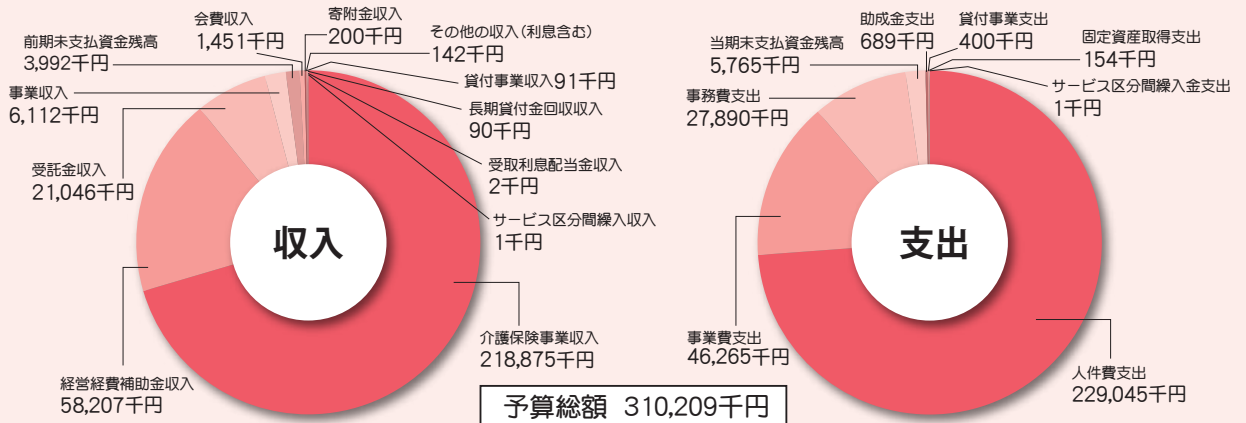 会費収入
1,451千円
寄附金収入
200千円
その他の収入(利息含む)
142千円
前期未支払資金残高
3,992千円
貸付事業収入91千円
事業収入
6,112千円
長期貸付金回収収入
90千円
受託金収入
21,046千円
受取利息配当金収入
2千円
サービス区分間繰入収入
1千円
収入
介護保険事業収入
218,875千円
経営経費補助金収入
58,207千円
助成金支出
689千円
貸付事業支出
400千円
固定資産取得支出
154千円
当期未支払資金残高
5,765千円
サービス区分間繰入金支出
1千円
事務費支出
27,890千円
支出
事業費支出
46,265千円
人件費支出
229,045千円
予算総額 310,209千円